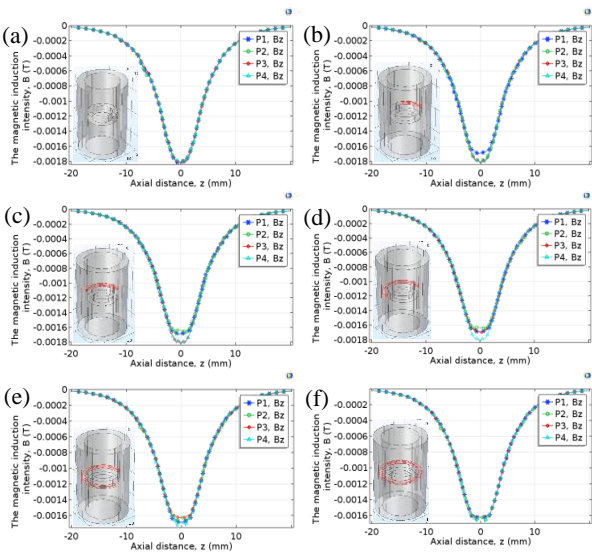 (a)
0
-0.0002
-0.0004
-0.0006
-0.0008
-0.001
-0.0012
-0.0014
-0.0016
-0.0018
-20
-10
0
10
The magnetic induction
intensity, B (T)
Axial distance, z (mm)
P1, Bz
P2, Bz
P3, Bz
P4, Bz
(b)
0
-0.0002
-0.0004
-0.0006
-0.0008
-0.001
-0.0012
-0.0014
-0.0016
-0.0018
-20
-10
0
10
The magnetic induction
intensity, B (T)
Axial distance, z (mm)
P1, Bz
P2, Bz
P3, Bz
P4, Bz
(c)
0
-0.0002
-0.0004
-0.0006
-0.0008
-0.001
-0.0012
-0.0014
-0.0016
-0.0018
-20
-10
0
10
The magnetic induction
intensity, B (T)
Axial distance, z (mm)
P1, Bz
P2, Bz
P3, Bz
P4, Bz
(d)
0
-0.0002
-0.0004
-0.0006
-0.0008
-0.001
-0.0012
-0.0014
-0.0016
-0.0018
-20
-10
0
10
The magnetic induction
intensity, B (T)
Axial distance, z (mm)
P1, Bz
P2, Bz
P3, Bz
P4, Bz
(e)
0
-0.0002
-0.0004
-0.0006
-0.0008
-0.001
-0.0012
-0.0014
-0.0016
-20
-10
0
10
The magnetic induction
intensity, B (T)
Axial distance, z (mm)
P1, Bz
P2, Bz
P3, Bz
P4, Bz
(f)
0
-0.0002
-0.0004
-0.0006
-0.0008
-0.001
-0.0012
-0.0014
-0.0016
-20
-10
0
10
The magnetic induction
intensity, B (T)
Axial distance, z (mm)
P1, Bz
P2, Bz
P3, Bz
P4, Bz